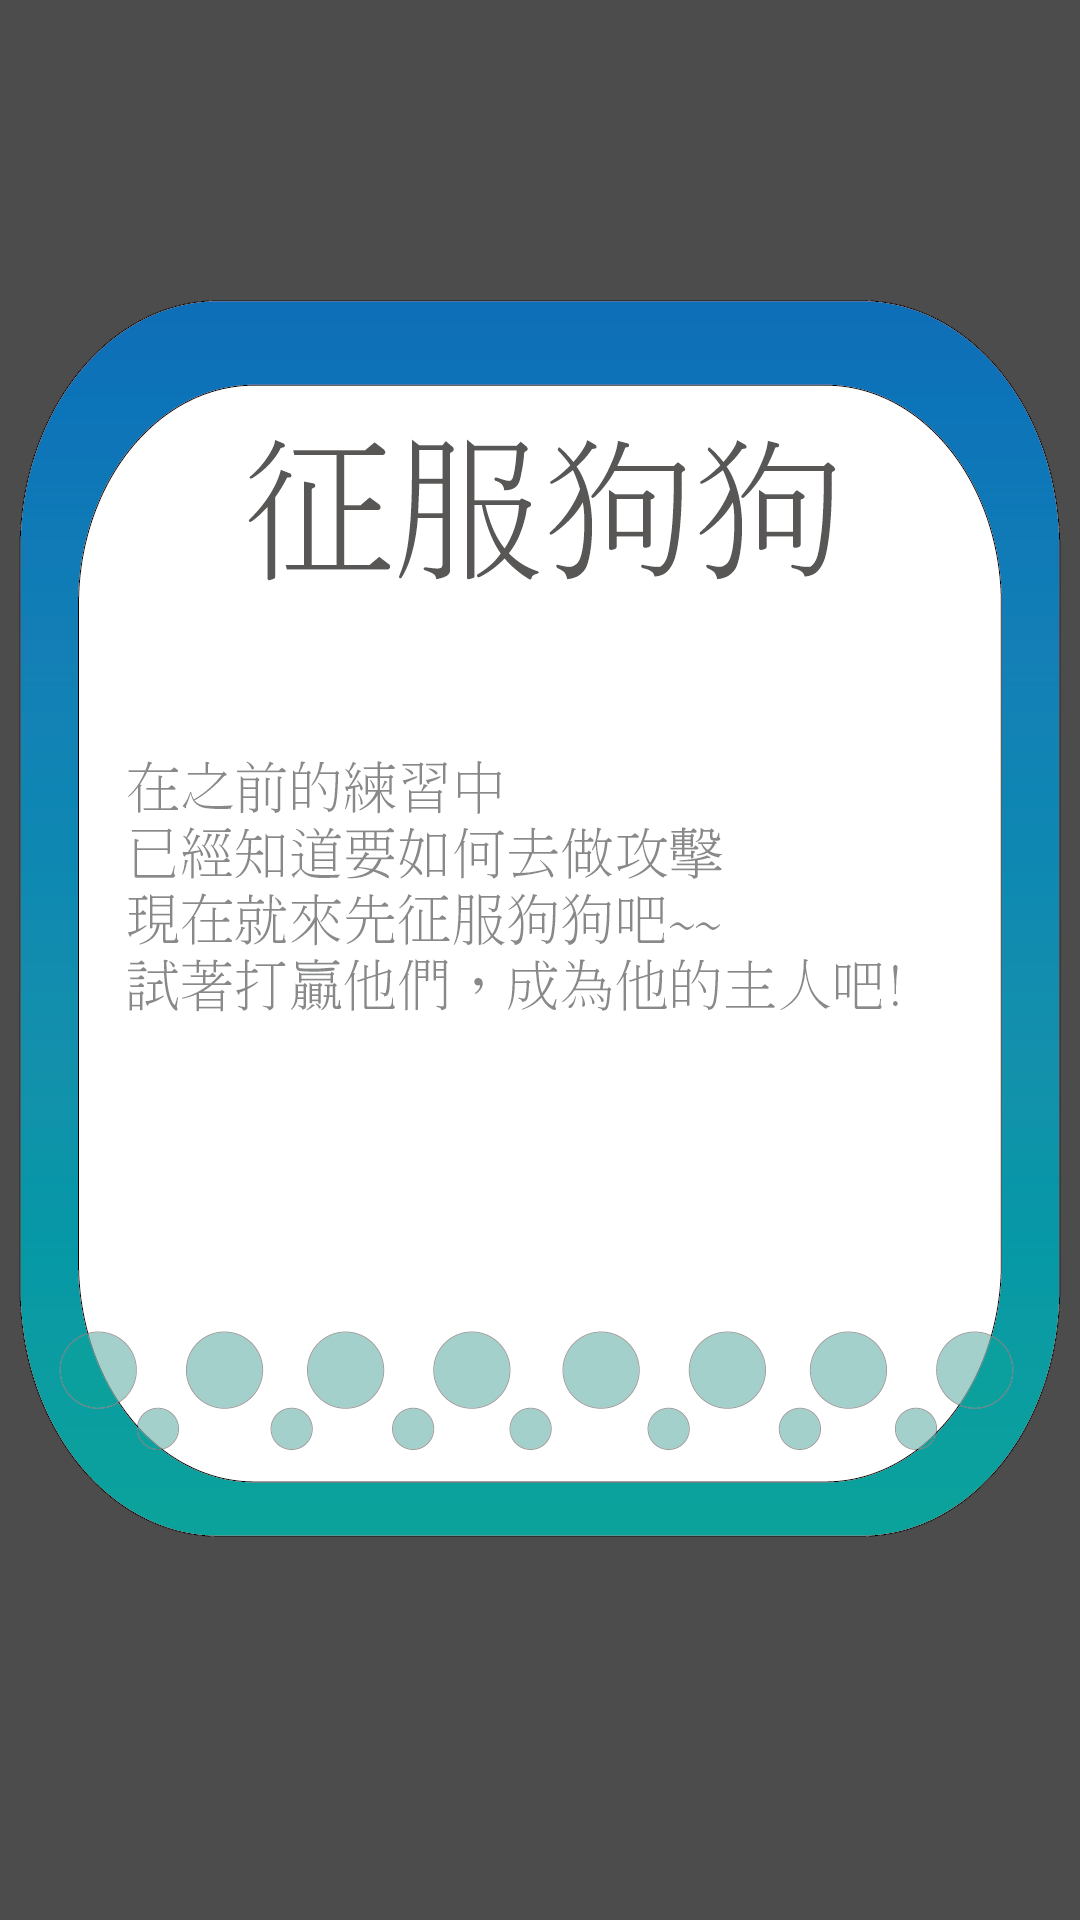 征服狗狗
在之前的練習中
已經知道要如何去做攻擊
現在就來先征服狗狗吧~~
試著打贏他們，成為他的主人吧!